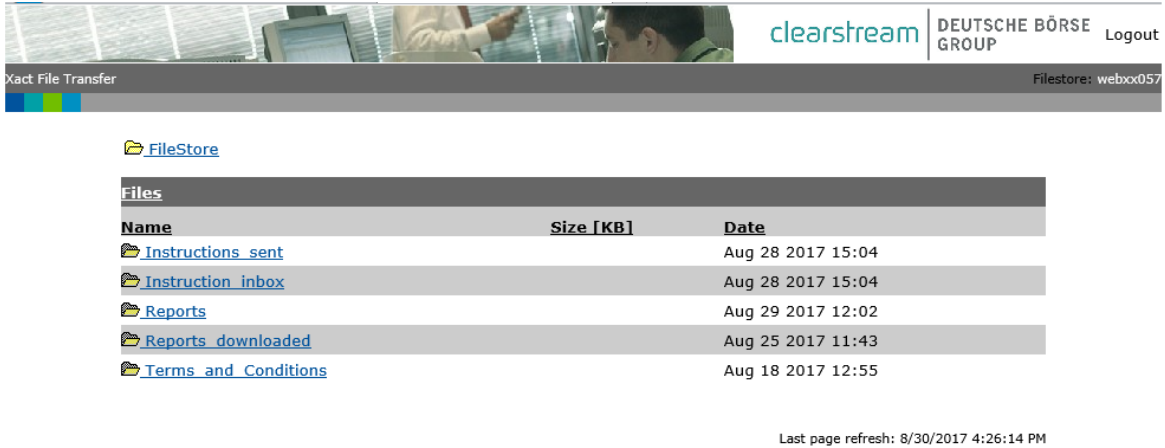 clearstream DEUTSCHE BÖRSE GROUP Logout
Xact File Transfer Filestore: webxx057
FileStore
Files
Name Size [KB] Date
Instructions_sent Aug 28 2017 15:04
Instruction_inbox Aug 28 2017 15:04
Reports Aug 29 2017 12:02
Reports_downloaded Aug 25 2017 11:43
Terms_and_Conditions Aug 18 2017 12:55
Last page refresh: 8/30/2017 4:26:14 PM